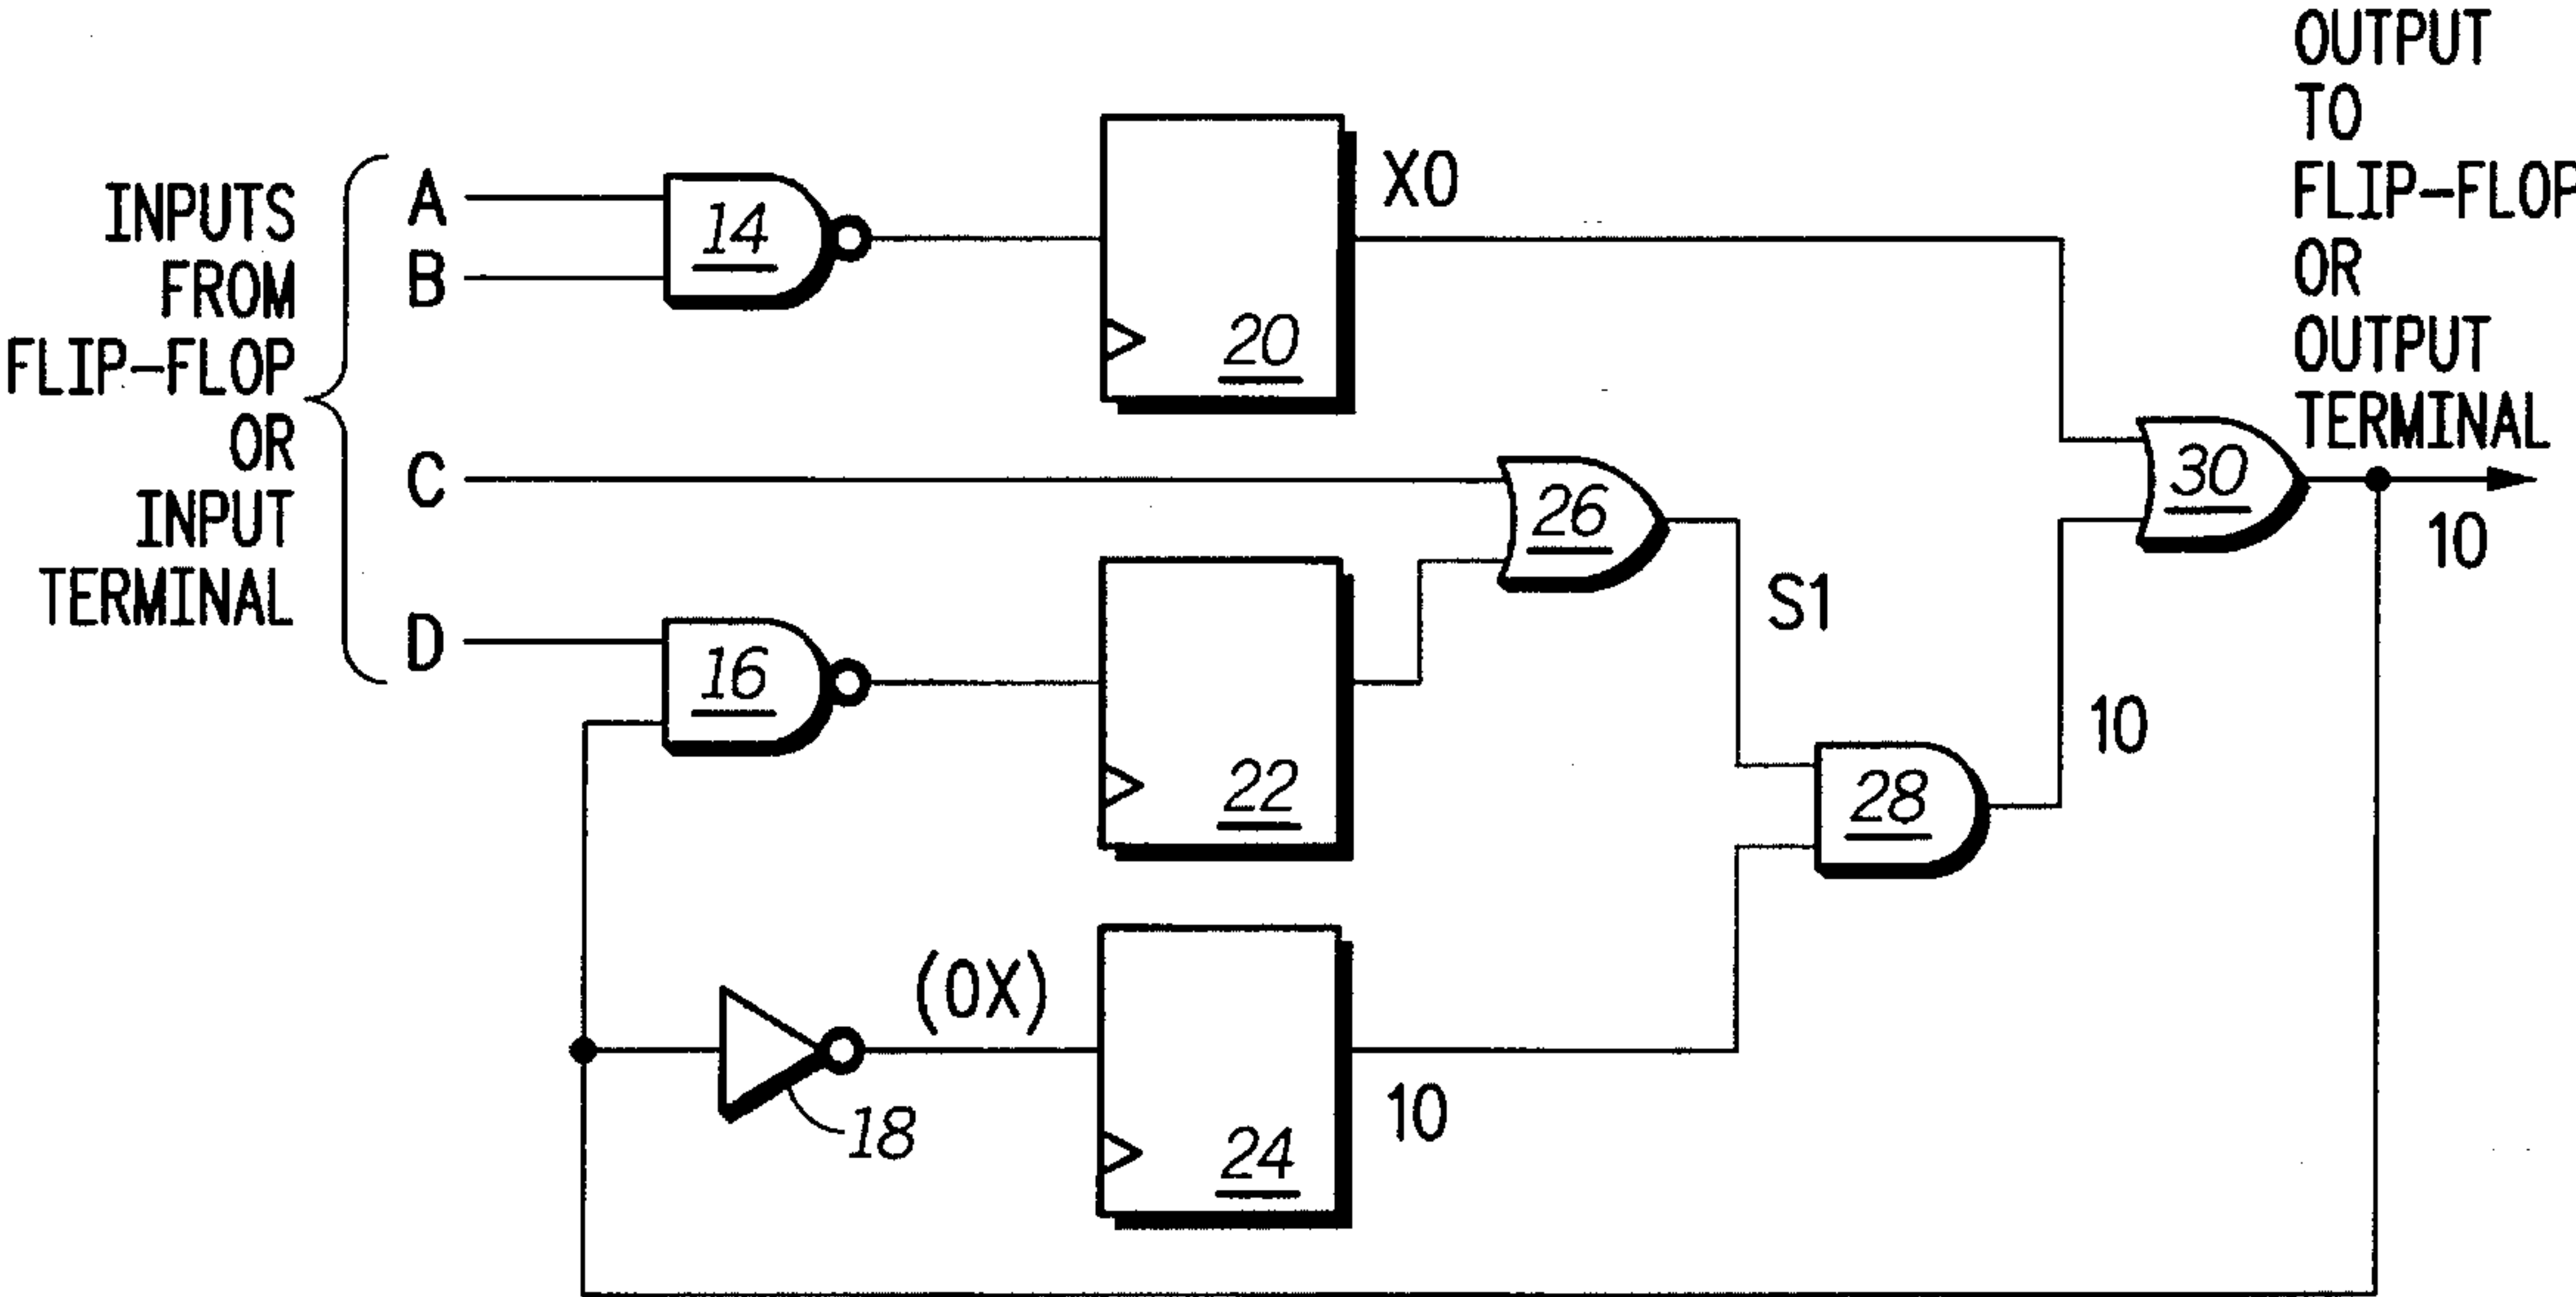 INPUTS
FROM
FLIP-FLOP
OR
INPUT
TERMINAL
A
B
C
D
14
16
18
(0X)
20
X0
22
24
10
26
S1
28
10
30
OUTPUT
TO
FLIP-FLOP
OR
OUTPUT
TERMINAL
10